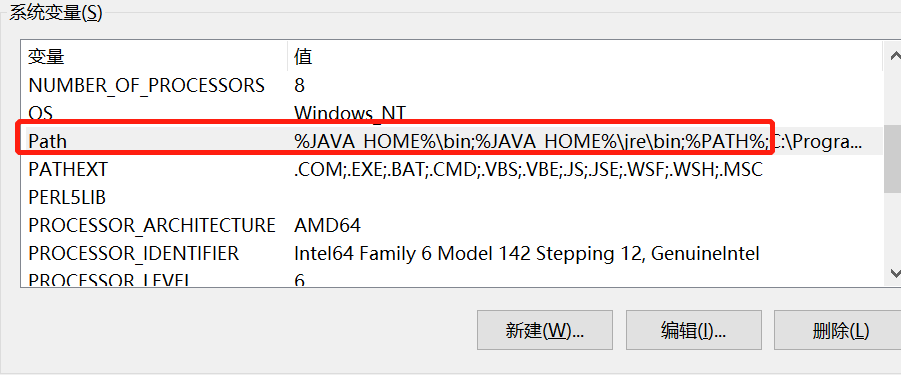 系统变量(S)
变量 值
NUMBER_OF_PROCESSORS 8
OS Windows_NT
Path %JAVA_HOME%\bin;%JAVA_HOME%\jre\bin;%PATH%;C:\Progra...
PATHEXT .COM;.EXE;.BAT;.CMD;.VBS;.VBE;.JS;.JSE;.WSF;.WSH;.MSC
PERL5LIB
PROCESSOR_ARCHITECTURE AMD64
PROCESSOR_IDENTIFIER Intel64 Family 6 Model 142 Stepping 12, GenuineIntel
PROCESSOR_LEVEL 6
新建(W)... 编辑(I)... 删除(L)